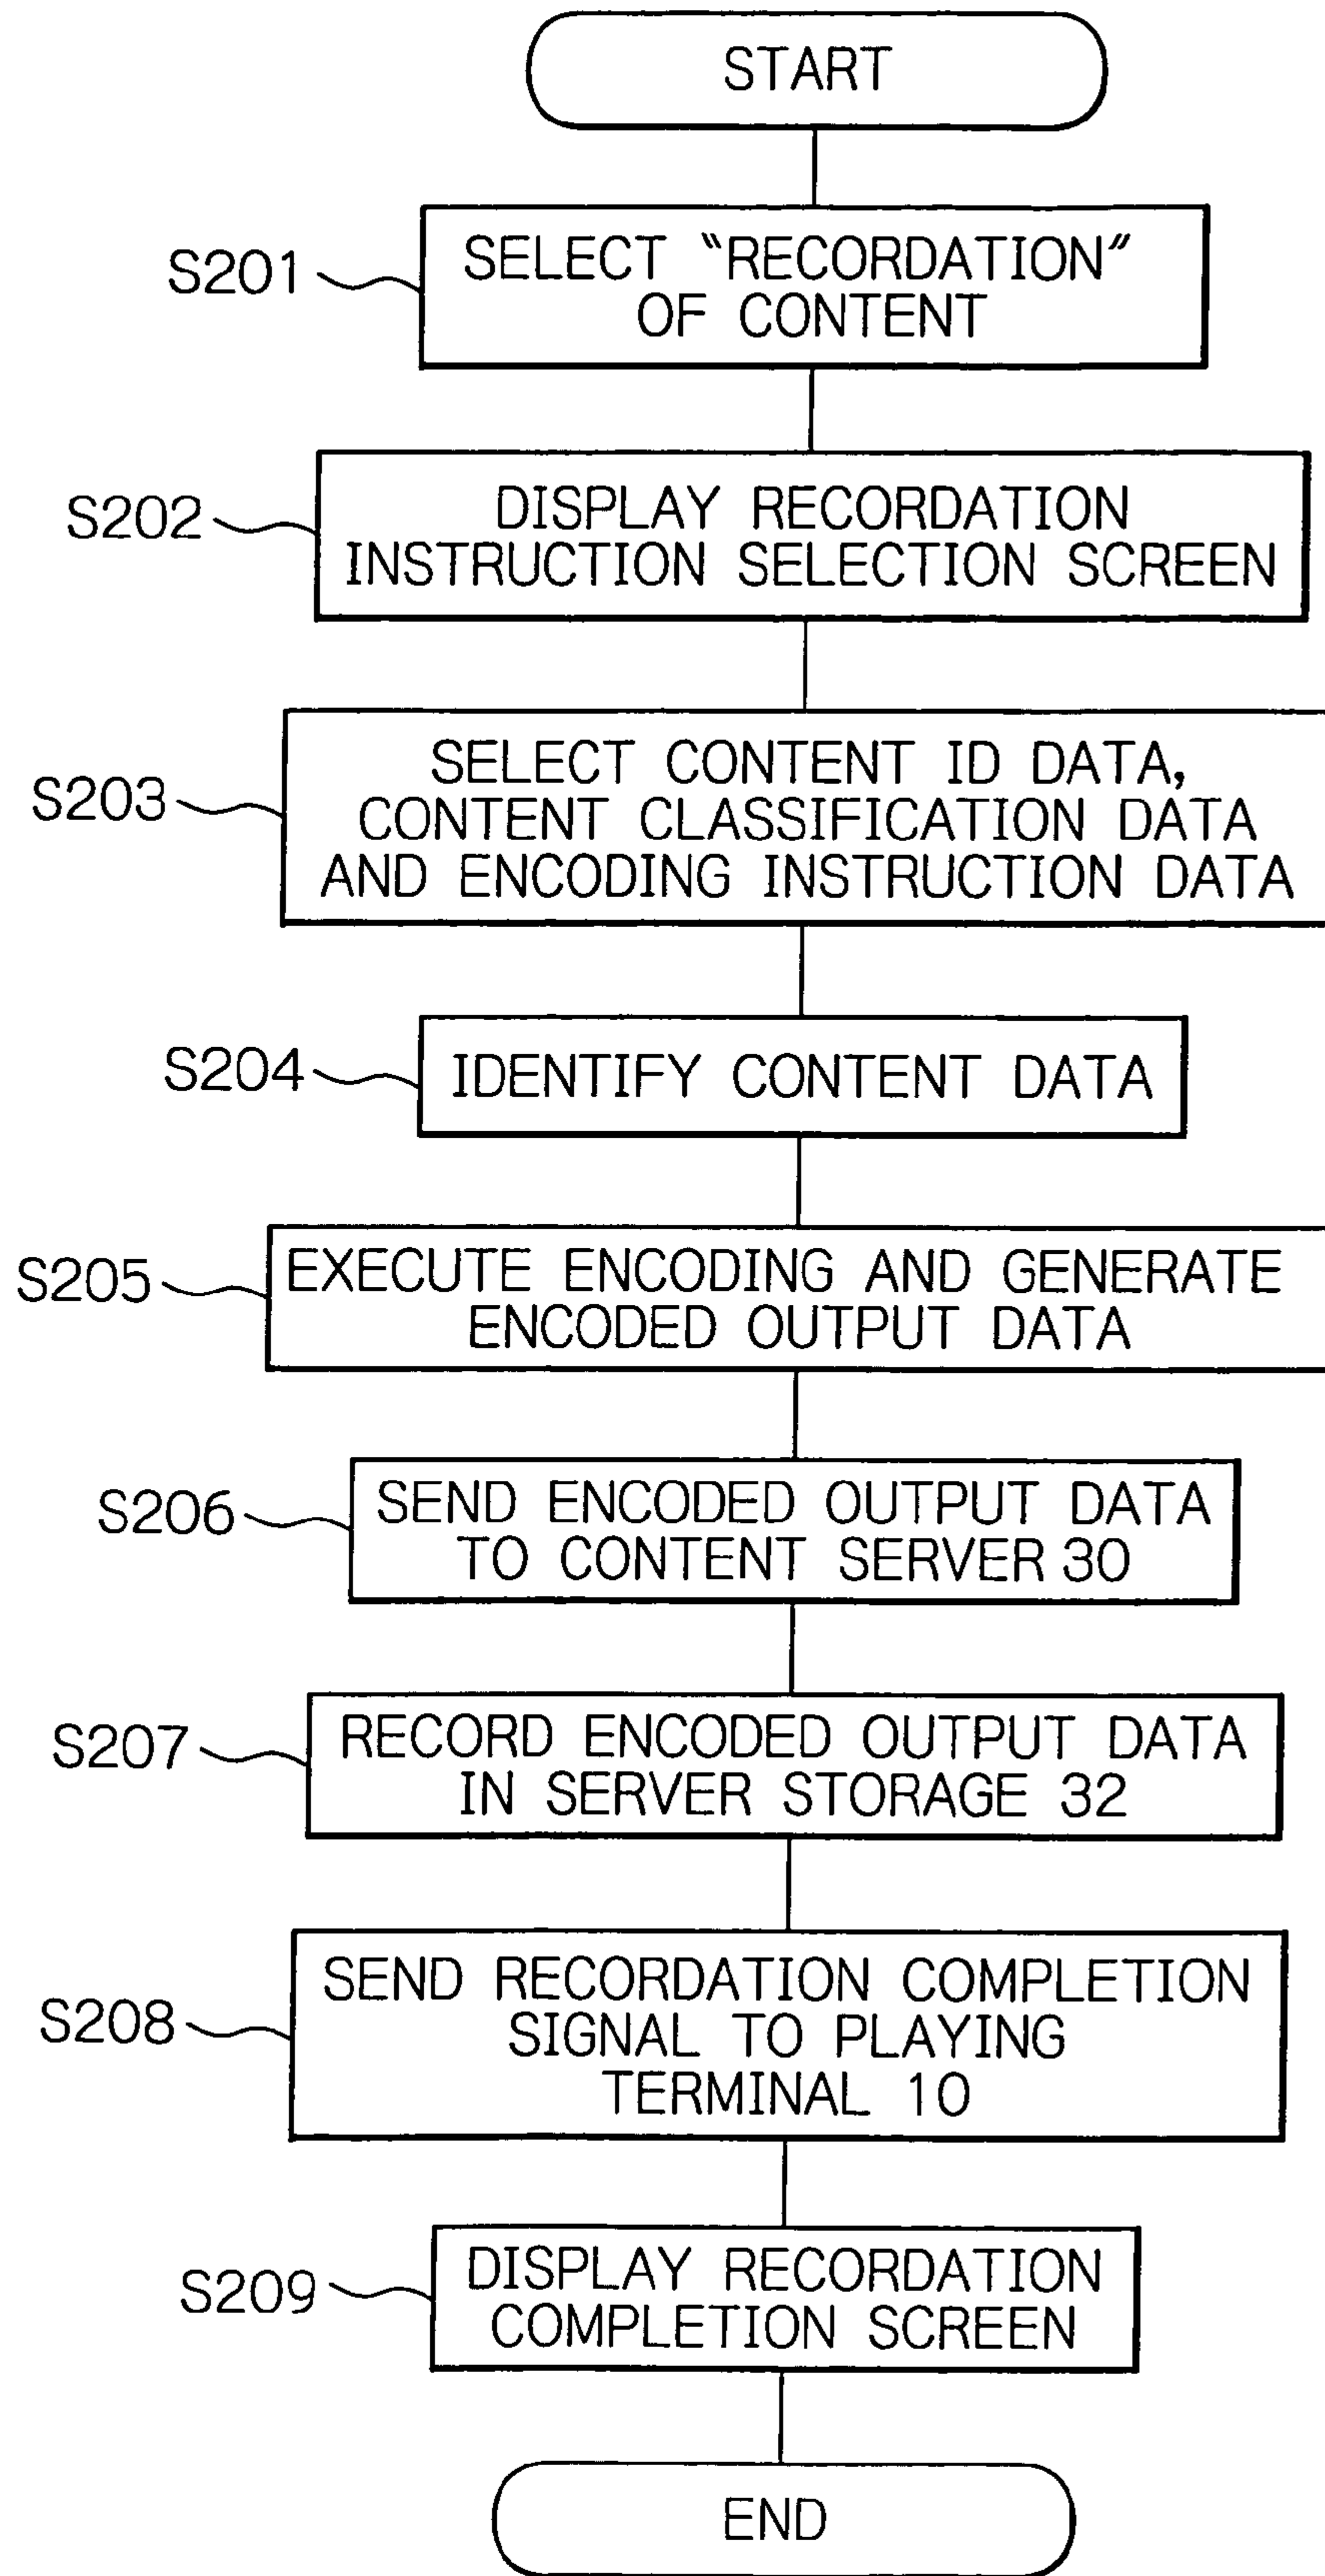 START
S201
SELECT "RECORDATION"
OF CONTENT
S202
DISPLAY RECORDATION
INSTRUCTION SELECTION SCREEN
S203
SELECT CONTENT ID DATA,
CONTENT CLASSIFICATION DATA
AND ENCODING INSTRUCTION DATA
S204
IDENTIFY CONTENT DATA
S205
EXECUTE ENCODING AND GENERATE
ENCODED OUTPUT DATA
S206
SEND ENCODED OUTPUT DATA
TO CONTENT SERVER 30
S207
RECORD ENCODED OUTPUT DATA
IN SERVER STORAGE 32
S208
SEND RECORDATION COMPLETION
SIGNAL TO PLAYING
TERMINAL 10
S209
DISPLAY RECORDATION
COMPLETION SCREEN
END